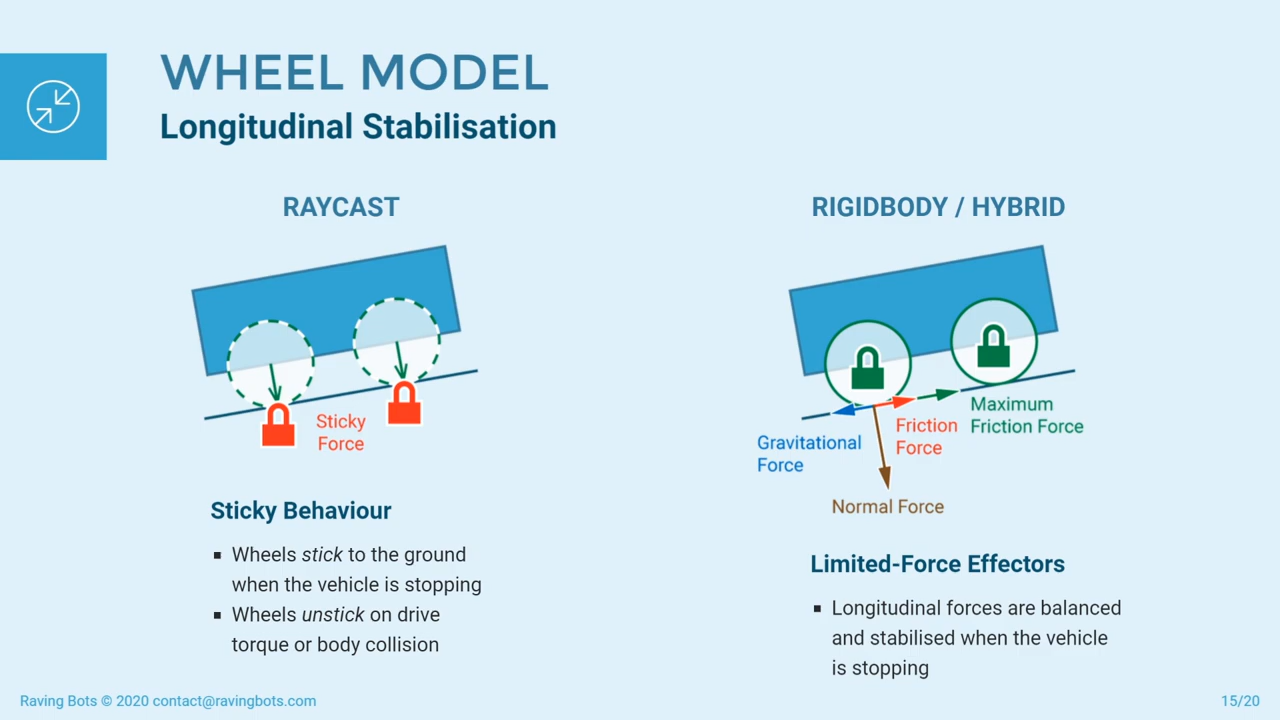 WHEEL MODEL
Longitudinal Stabilisation
RAYCAST
Sticky
Force
Sticky Behaviour
▪ Wheels stick to the ground
when the vehicle is stopping
▪ Wheels unstick on drive
torque or body collision
RIGIDBODY / HYBRID
Maximum
Friction Force
Friction
Force
Gravitational
Force
Normal Force
Limited-Force Effectors
▪ Longitudinal forces are balanced
and stabilised when the vehicle
is stopping
Raving Bots © 2020 contact@ravingbots.com
15/20